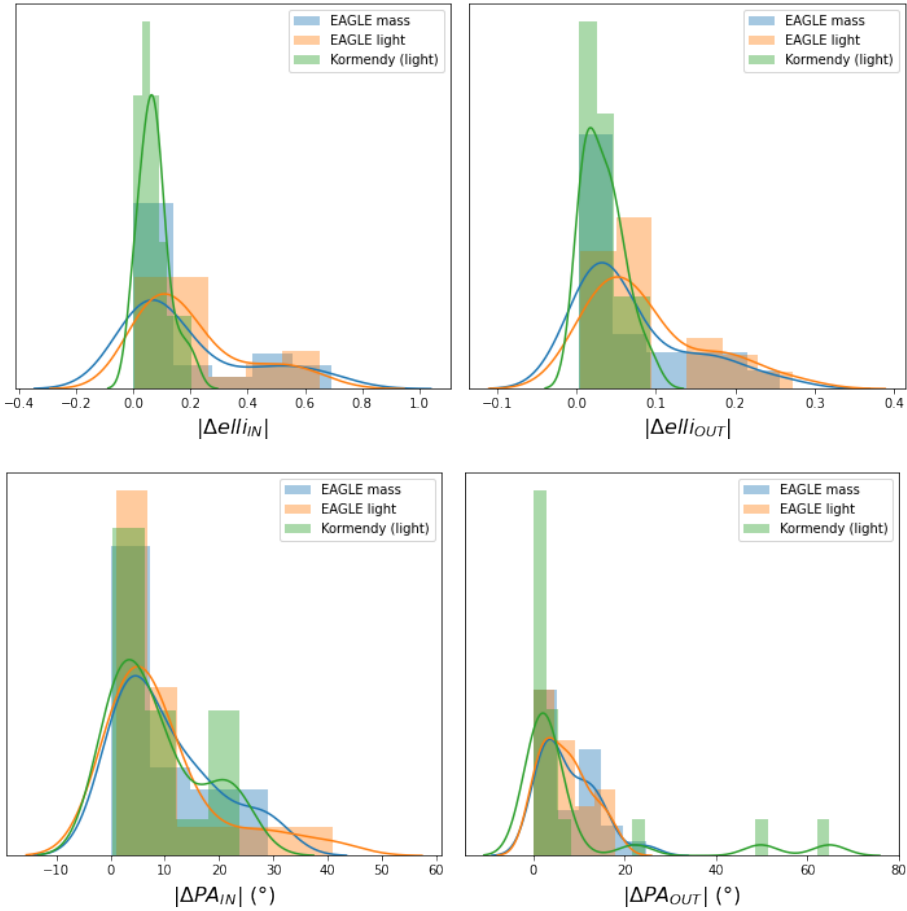 EAGLE mass
EAGLE light
Kormendy (light)
−0.4 −0.2 0.0 0.2 0.4 0.6 0.8 1.0
|Δelli_IN|
EAGLE mass
EAGLE light
Kormendy (light)
−0.1 0.0 0.1 0.2 0.3 0.4
|Δelli_OUT|
EAGLE mass
EAGLE light
Kormendy (light)
−10 0 10 20 30 40 50 60
|ΔPA_IN| (°)
EAGLE mass
EAGLE light
Kormendy (light)
0 20 40 60 80
|ΔPA_OUT| (°)